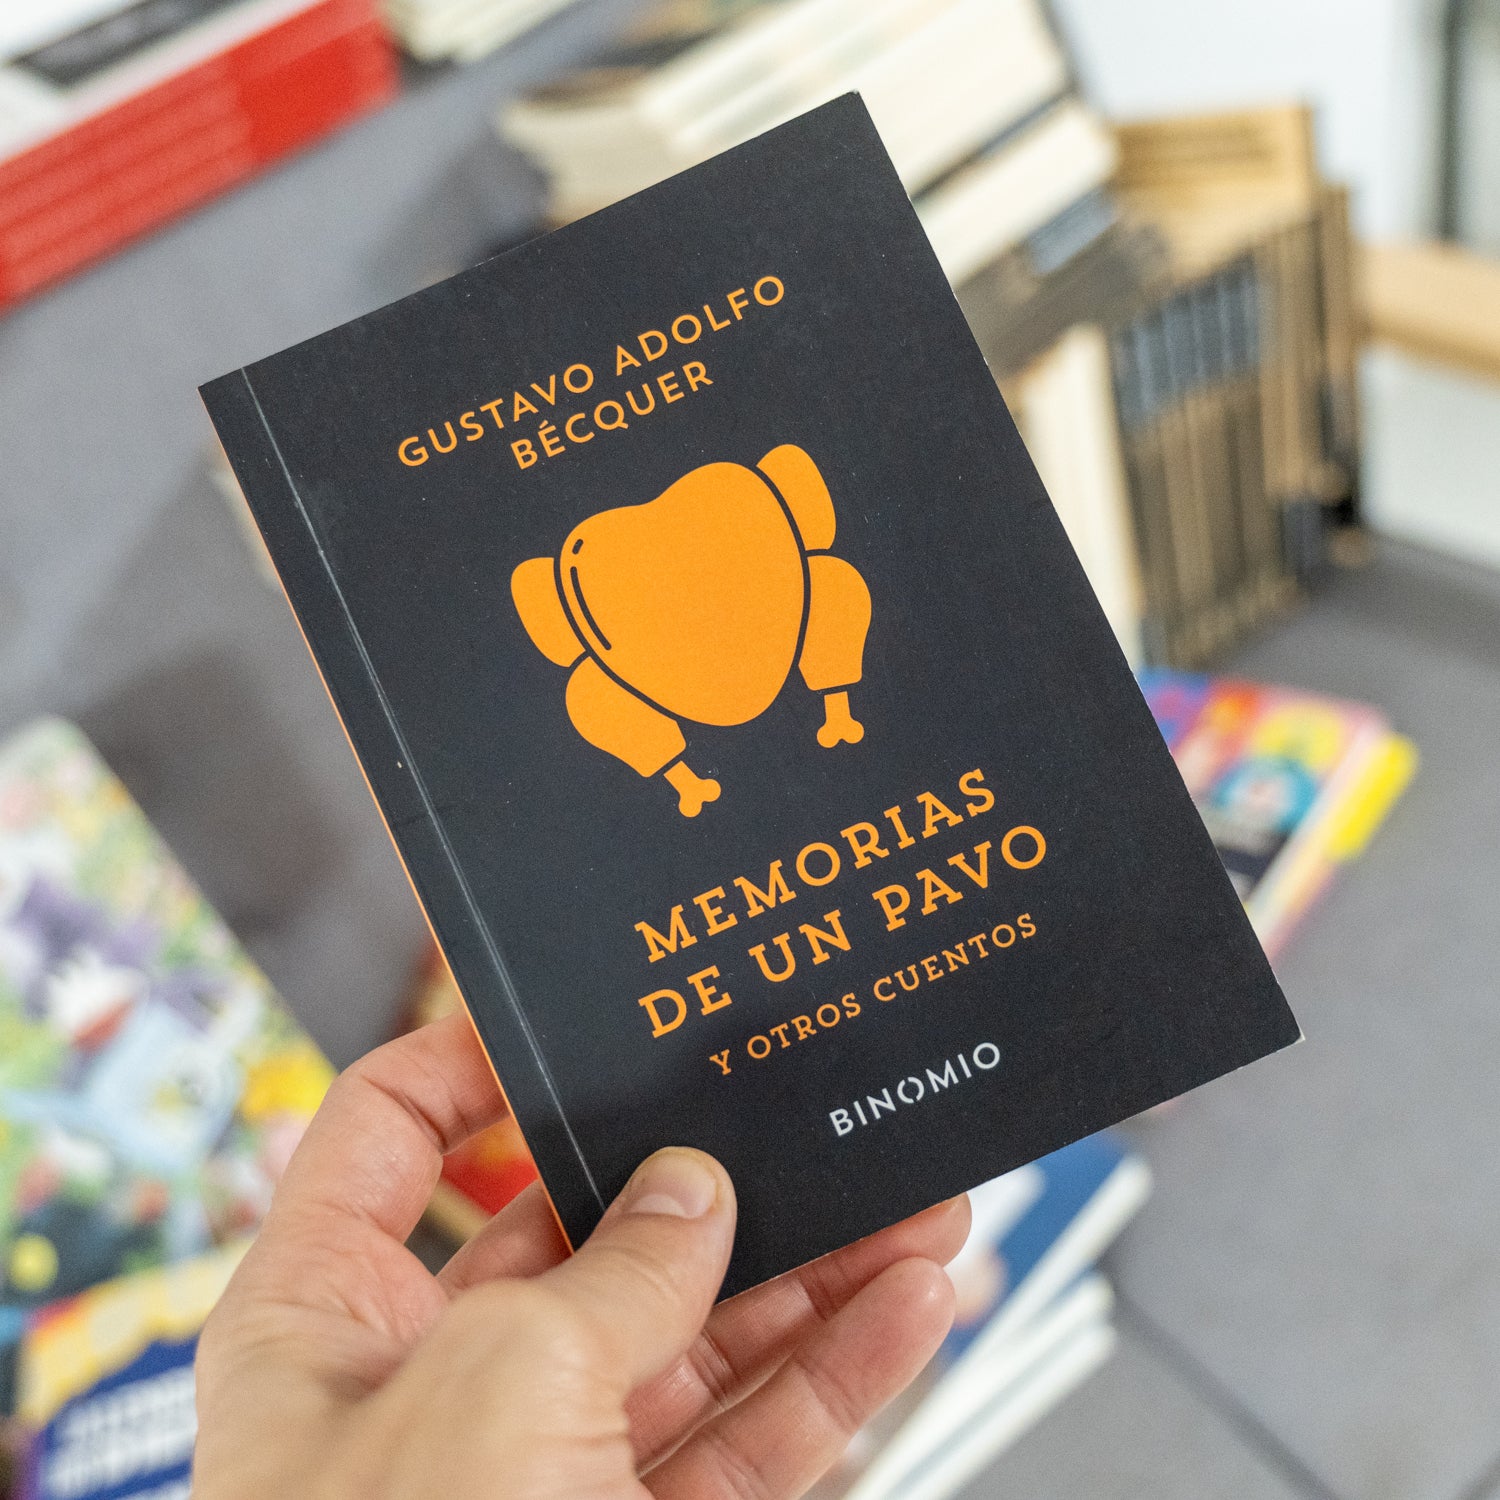 GUSTAVO ADOLFO
BÉCQUER
MEMORIAS
DE UN PAVO
Y OTROS CUENTOS
BINOMIO